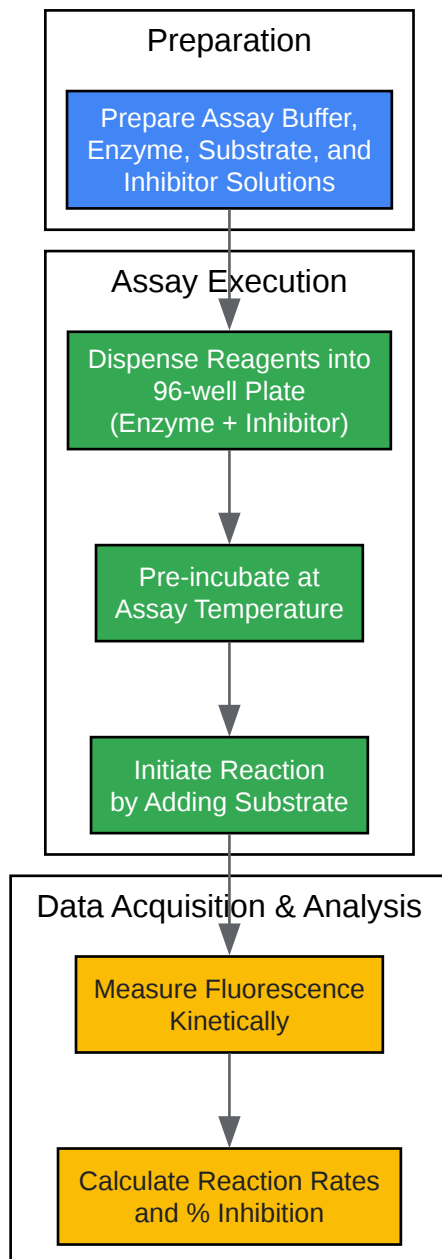 Preparation
Prepare Assay Buffer,
Enzyme, Substrate, and
Inhibitor Solutions
Assay Execution
Dispense Reagents into
96-well Plate
(Enzyme + Inhibitor)
Pre-incubate at
Assay Temperature
Initiate Reaction
by Adding Substrate
Data Acquisition & Analysis
Measure Fluorescence
Kinetically
Calculate Reaction Rates
and % Inhibition